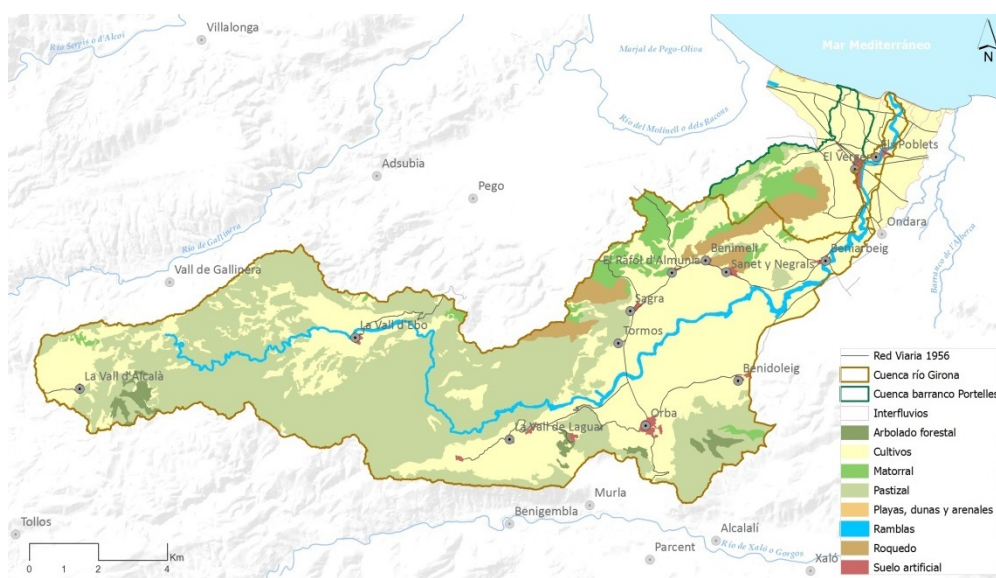 Villalonga
Río Serpis o d'Alcoi
Marjal de Pego-Oliva
Mar Mediterráneo
N
Río del Molinell o dels Racons
Els Poblets
El Verger
Adsubia
Pego
Ondara
Río de Gallinera
Barranco de l'Alberca
Benimeli
Beniarbeig
El Ràfol d'Almúnia
Sanet y Negrals
Vall de Gallinera
Sagra
La Vall d'Ebo
Tormos
La Vall d'Alcalà
Benidoleig
Orba
La Vall de Laguar
Murla
Tollos
Benigembla
Alcalalí
Río de Xaló o Gorgos
Parcent
Xaló
Km
0 1 2 4
Red Viaria 1956
Cuenca río Girona
Cuenca barranco Portelles
Interfluvios
Arbolado forestal
Cultivos
Matorral
Pastizal
Playas, dunas y arenales
Ramblas
Roquedo
Suelo artificial